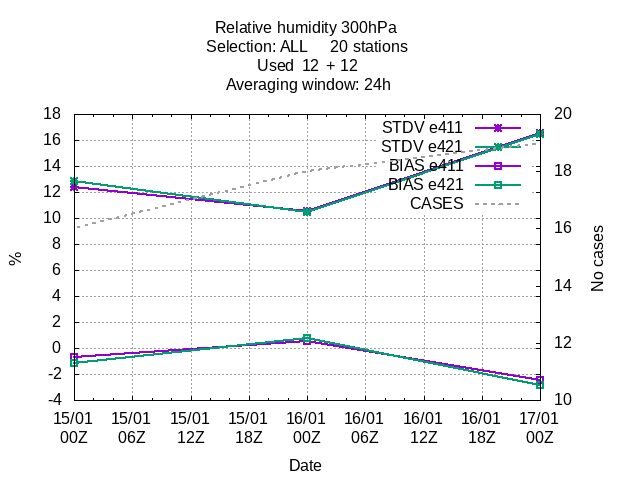 Relative humidity 300hPa
Selection: ALL     20 stations
Used  12  + 12
Averaging window: 24h
18
16
14
12
10
8
6
4
2
0
-2
-4
%
20
18
16
14
12
10
No cases
STDV e411
STDV e421
BIAS e411
BIAS e421
CASES
15/01 15/01 15/01 15/01 16/01 16/01 16/01 16/01 17/01
00Z 06Z 12Z 18Z 00Z 06Z 12Z 18Z 00Z
Date